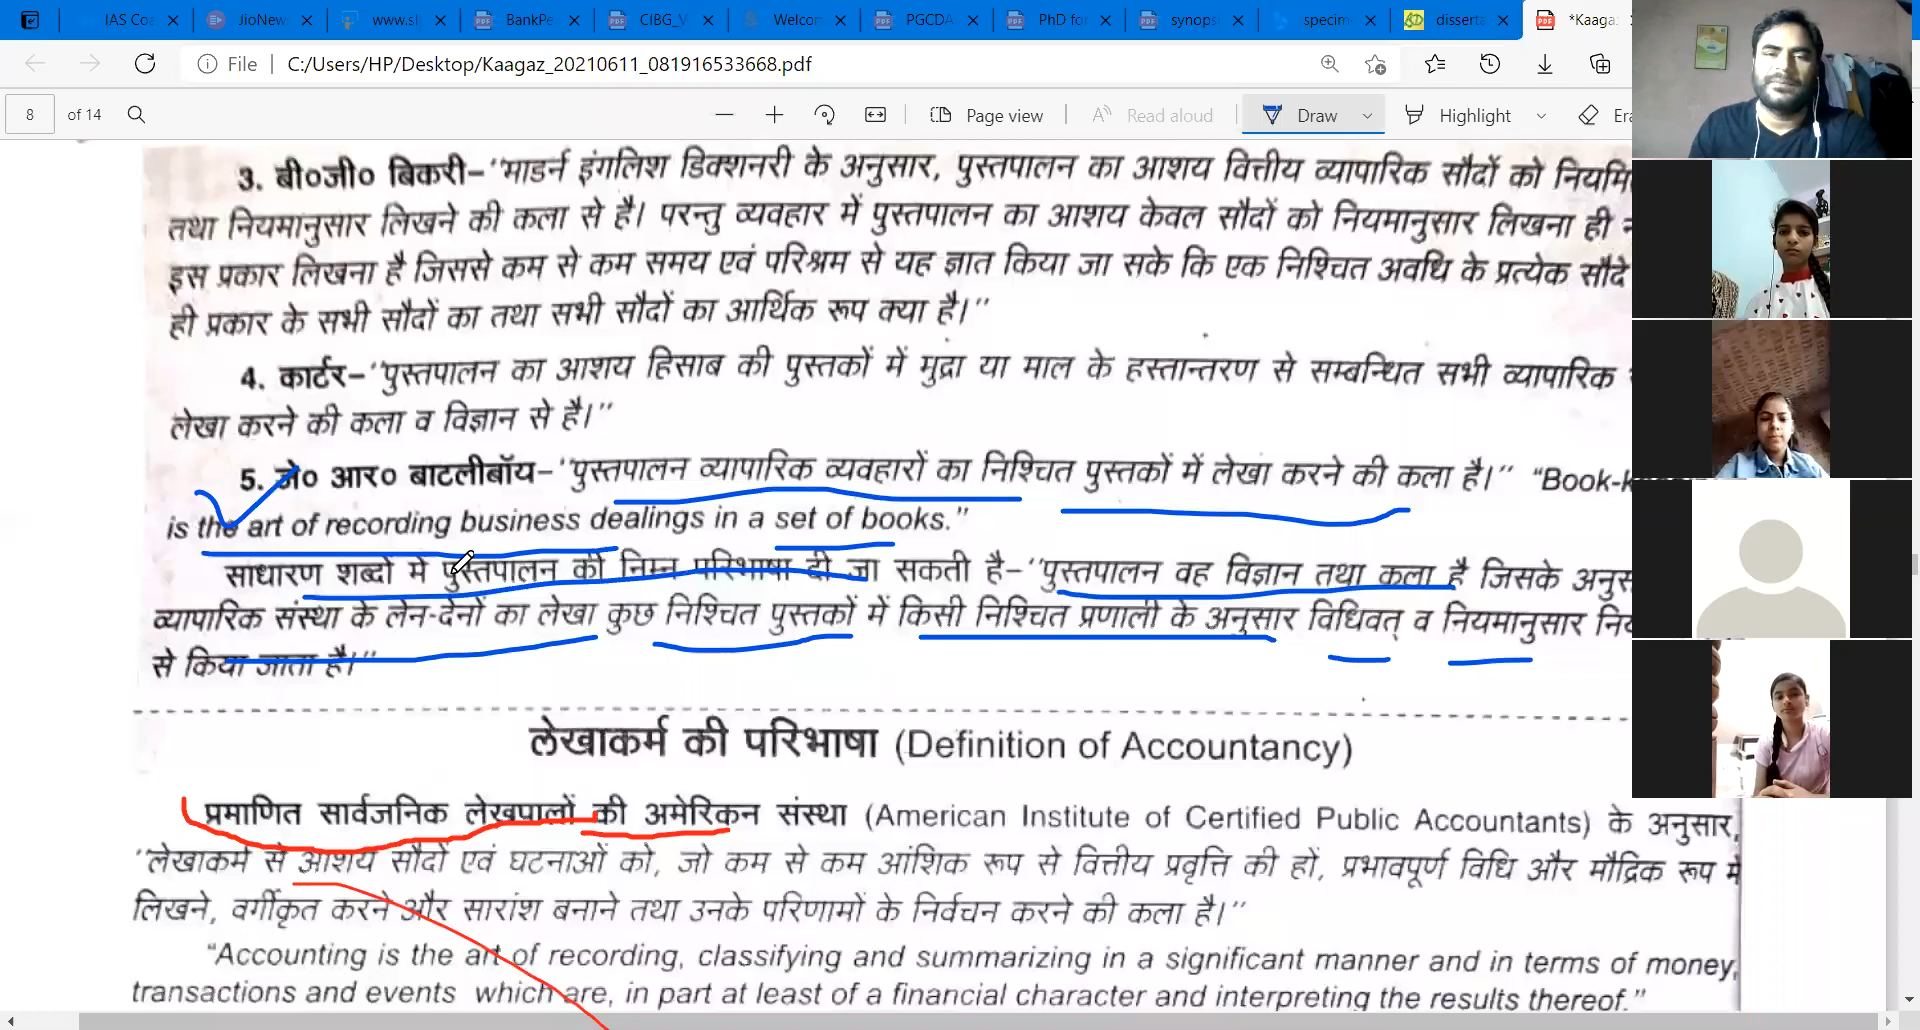 IAS Coa
JioNew
www.sli
BankPe
CIBG_V
Welcon
PGCDA
PhD for
synops
specim
disserta
*Kaaga
File
C:/Users/HP/Desktop/Kaagaz_20210611_081916533668.pdf
8 of 14
Page view
Read aloud
Draw
Highlight
Era
3. बी०जी० बिकरी–''माडर्न इंगलिश डिक्शनरी के अनुसार, पुस्तपालन का आशय वित्तीय व्यापारिक सौदों को नियमि
तथा नियमानुसार लिखने की कला से है। परन्तु व्यवहार में पुस्तपालन का आशय केवल सौदों को नियमानुसार लिखना ही
इस प्रकार लिखना है जिससे कम से कम समय एवं परिश्रम से यह ज्ञात किया जा सके कि एक निश्चित अवधि के प्रत्येक सौदे
ही प्रकार के सभी सौदों का तथा सभी सौदों का आर्थिक रूप क्या है।''
4. कार्टर–''पुस्तपालन का आशय हिसाब की पुस्तकों में मुद्रा या माल के हस्तान्तरण से सम्बन्धित सभी व्यापारिक
लेखा करने की कला व विज्ञान से है।''
5. जे० आर० बाटलीबॉय–''पुस्तपालन व्यापारिक व्यवहारों का निश्चित पुस्तकों में लेखा करने की कला है।'' “Book-k
is the art of recording business dealings in a set of books.”
साधारण शब्दो में पुस्तपालन की निम्न परिभाषा दी जा सकती है–''पुस्तपालन वह विज्ञान तथा कला है जिसके अनुस
व्यापारिक संस्था के लेन-देनों का लेखा कुछ निश्चित पुस्तकों में किसी निश्चित प्रणाली के अनुसार विधिवत् व नियमानुसार निय
से किया जाता है।''
लेखाकर्म की परिभाषा (Definition of Accountancy)
प्रमाणित सार्वजनिक लेखपालों की अमेरिकन संस्था (American Institute of Certified Public Accountants) के अनुसार,
''लेखाकर्म से आशय सौदों एवं घटनाओं को, जो कम से कम आंशिक रूप से वित्तीय प्रवृत्ति की हों, प्रभावपूर्ण विधि और मौद्रिक रूप में
लिखने, वर्गीकृत करने और सारांश बनाने तथा उनके परिणामों के निर्वचन करने की कला है।''
“Accounting is the art of recording, classifying and summarizing in a significant manner and in terms of money,
transactions and events which are, in part at least of a financial character and interpreting the results thereof.”